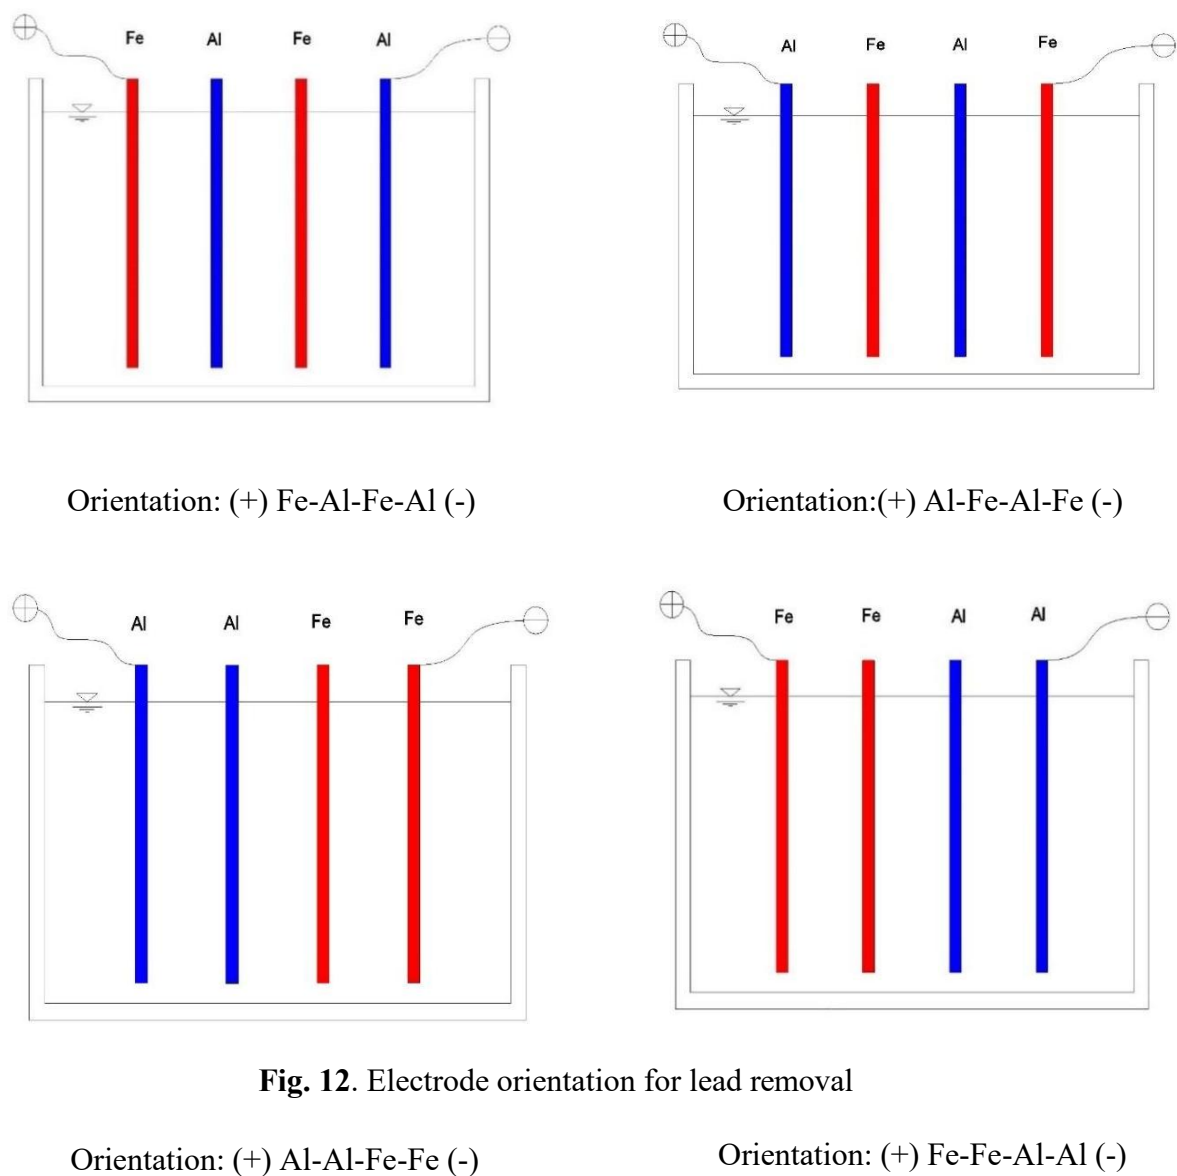 Fe Al Fe Al
Al Fe Al Fe
Orientation: (+) Fe-Al-Fe-Al (-)
Orientation:(+) Al-Fe-Al-Fe (-)
Al Al Fe Fe
Fe Fe Al Al
Fig. 12. Electrode orientation for lead removal
Orientation: (+) Al-Al-Fe-Fe (-)
Orientation: (+) Fe-Fe-Al-Al (-)